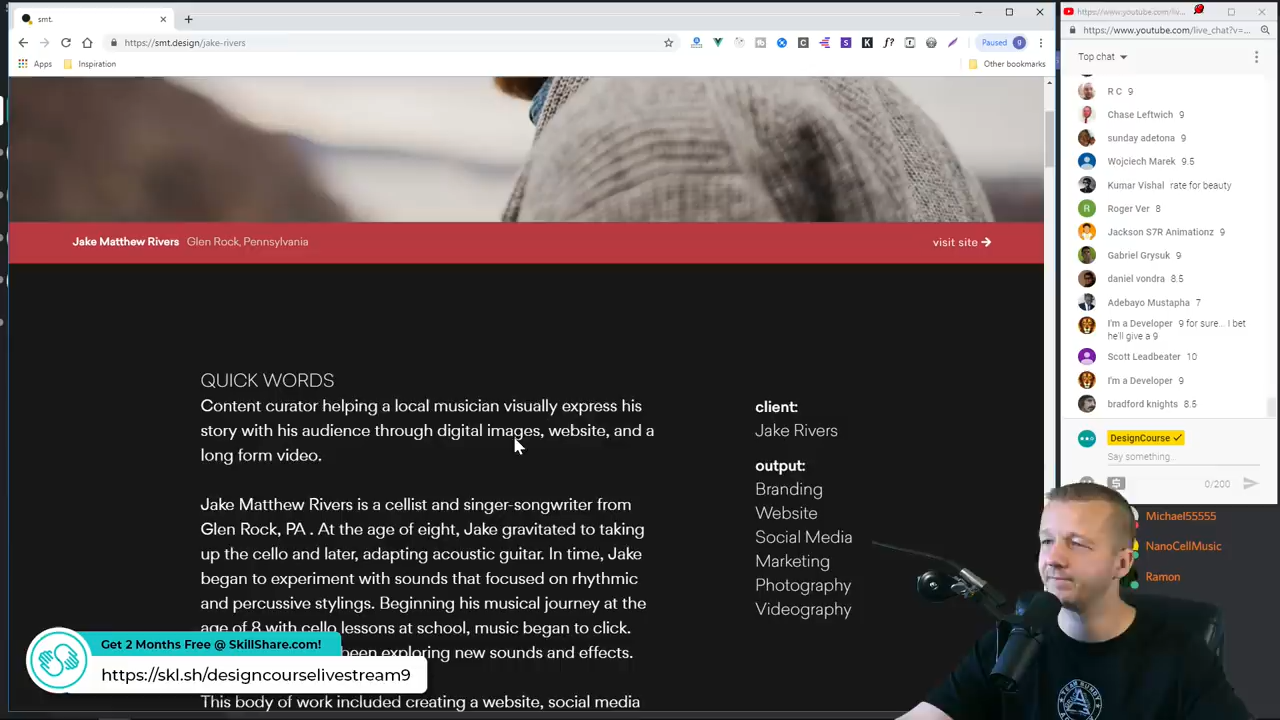 smt.
https://www.youtube.com/liv...
https://smt.design/jake-rivers
Paused
https://www.youtube.com/live_chat?v=...
Apps
Inspiration
Other bookmarks
Top chat
R C 9
Chase Leftwich 9
sunday adetona 9
Wojciech Marek 9.5
Kumar Vishal rate for beauty
Roger Ver 8
Jackson S7R Animationz 9
Gabriel Grysuk 9
daniel vondra 8.5
Adebayo Mustapha 7
I'm a Developer 9 for sure... I bet
he'll give a 9
Scott Leadbeater 10
I'm a Developer 9
bradford knights 8.5
DesignCourse
Say something...
0/200
Michael55555
NanoCellMusic
Ramon
Jake Matthew Rivers Glen Rock, Pennsylvania
visit site
QUICK WORDS
Content curator helping a local musician visually express his
story with his audience through digital images, website, and a
long form video.
Jake Matthew Rivers is a cellist and singer-songwriter from
Glen Rock, PA . At the age of eight, Jake gravitated to taking
up the cello and later, adapting acoustic guitar. In time, Jake
began to experiment with sounds that focused on rhythmic
and percussive stylings. Beginning his musical journey at the
age of 8 with cello lessons at school, music began to click.
been exploring new sounds and effects.
This body of work included creating a website, social media
client:
Jake Rivers
output:
Branding
Website
Social Media
Marketing
Photography
Videography
Get 2 Months Free @ SkillShare.com!
https://skl.sh/designcourselivestream9